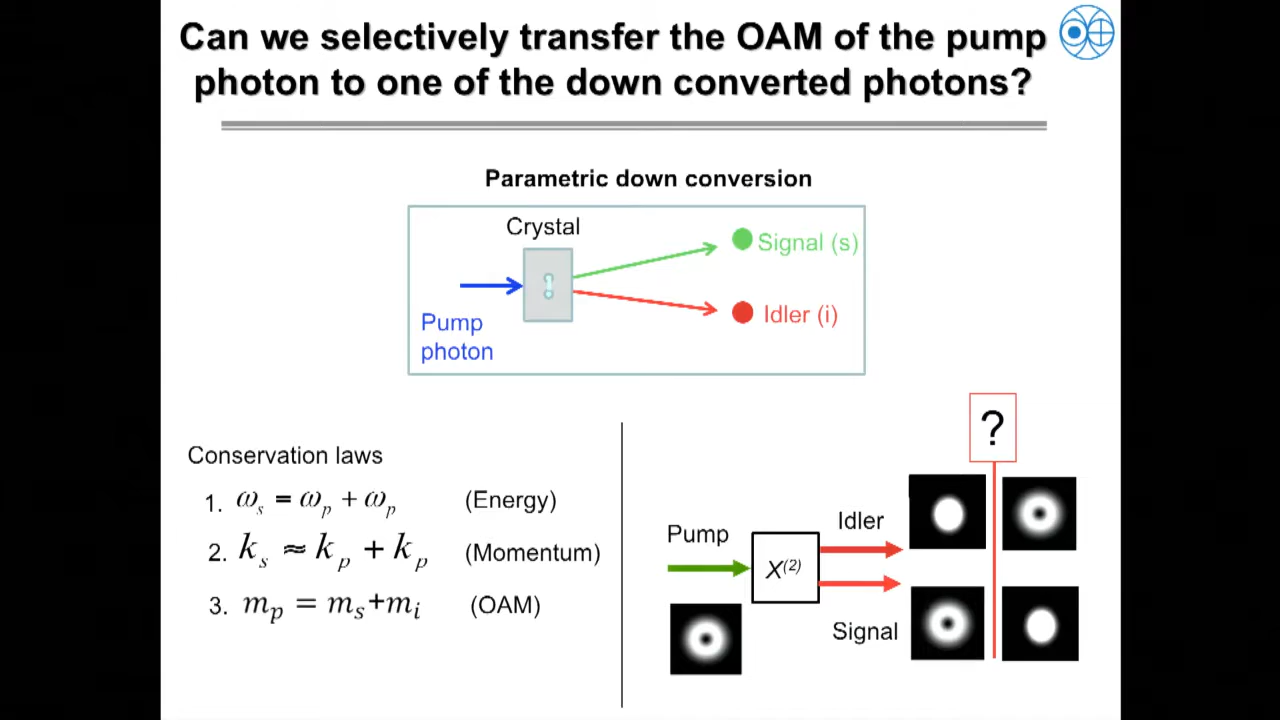 Can we selectively transfer the OAM of the pump
photon to one of the down converted photons?
Parametric down conversion
Crystal
Signal (s)
Pump
photon
Idler (i)
Conservation laws
1. ω_s = ω_p + ω_p (Energy)
2. k_s ≈ k_p + k_p (Momentum)
3. m_p = m_s+m_i (OAM)
?
Pump
Idler
X^(2)
Signal